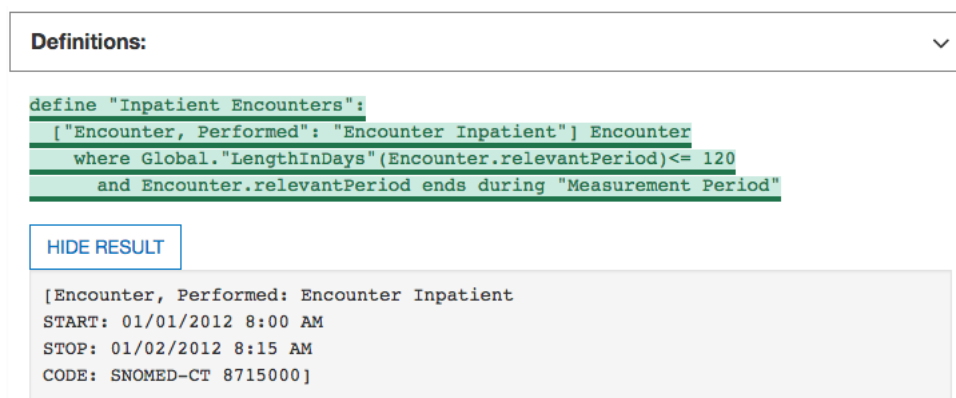 Definitions:
define "Inpatient Encounters":
["Encounter, Performed": "Encounter Inpatient"] Encounter
where Global."LengthInDays"(Encounter.relevantPeriod)<= 120
and Encounter.relevantPeriod ends during "Measurement Period"
HIDE RESULT
[Encounter, Performed: Encounter Inpatient
START: 01/01/2012 8:00 AM
STOP: 01/02/2012 8:15 AM
CODE: SNOMED-CT 8715000]